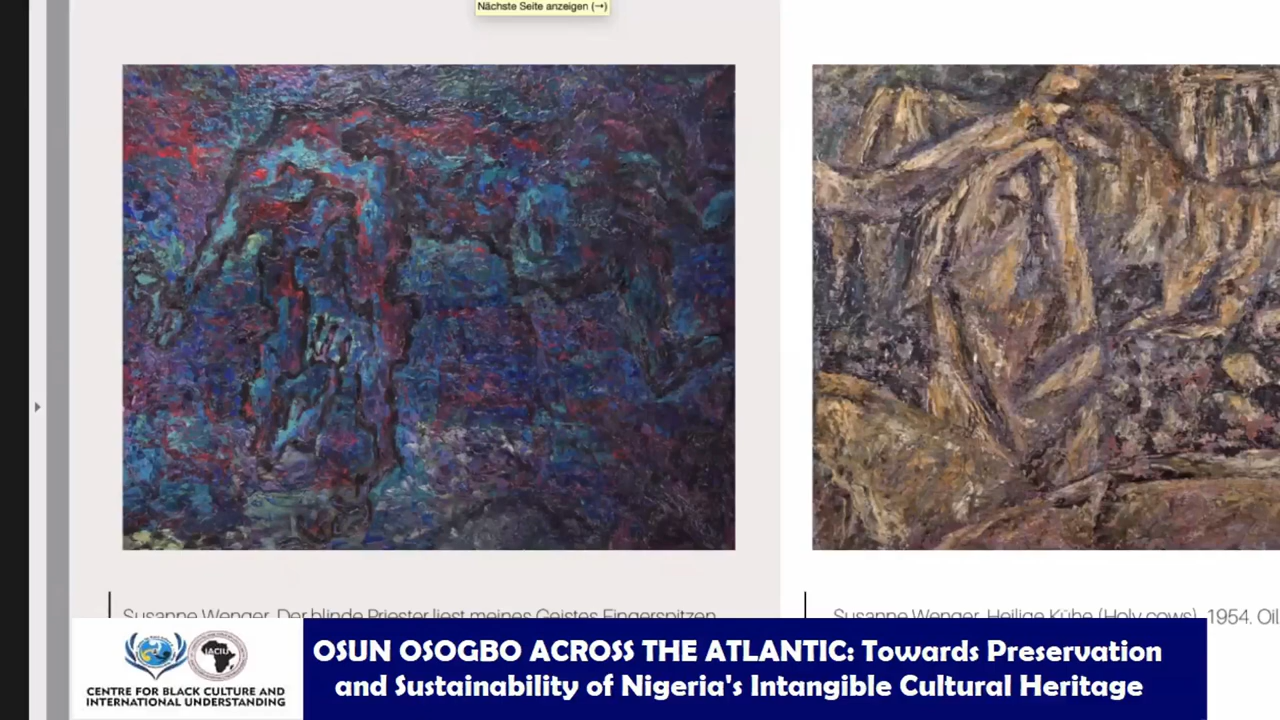 Nächste Seite anzeigen (→)
Susanne Wenger, Der blinde Priester liest meines Geistes Fingerspitzen
Susanne Wenger, Heilige Kühe (Holy cows), 1954. Oil
IACIU
CENTRE FOR BLACK CULTURE AND
INTERNATIONAL UNDERSTANDING
OSUN OSOGBO ACROSS THE ATLANTIC: Towards Preservation
and Sustainability of Nigeria's Intangible Cultural Heritage